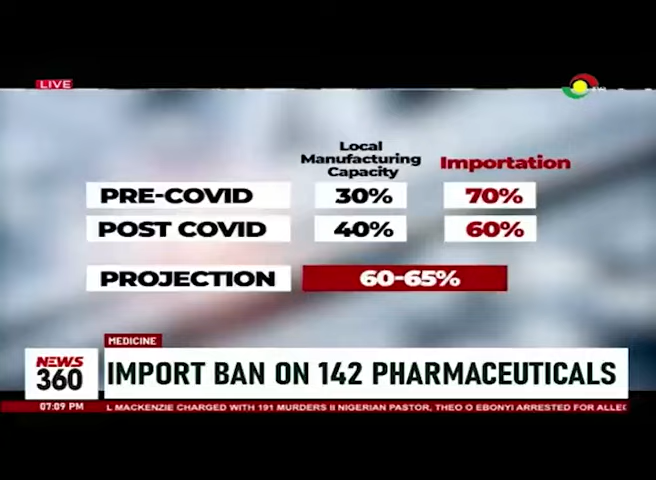 LIVE
Local
Manufacturing
Capacity
Importation
PRE-COVID 30% 70%
POST COVID 40% 60%
PROJECTION 60-65%
MEDICINE
NEWS
360
IMPORT BAN ON 142 PHARMACEUTICALS
07:09 PM
L MACKENZIE CHARGED WITH 191 MURDERS II NIGERIAN PASTOR, THEO O EBONYI ARRESTED FOR ALLEG